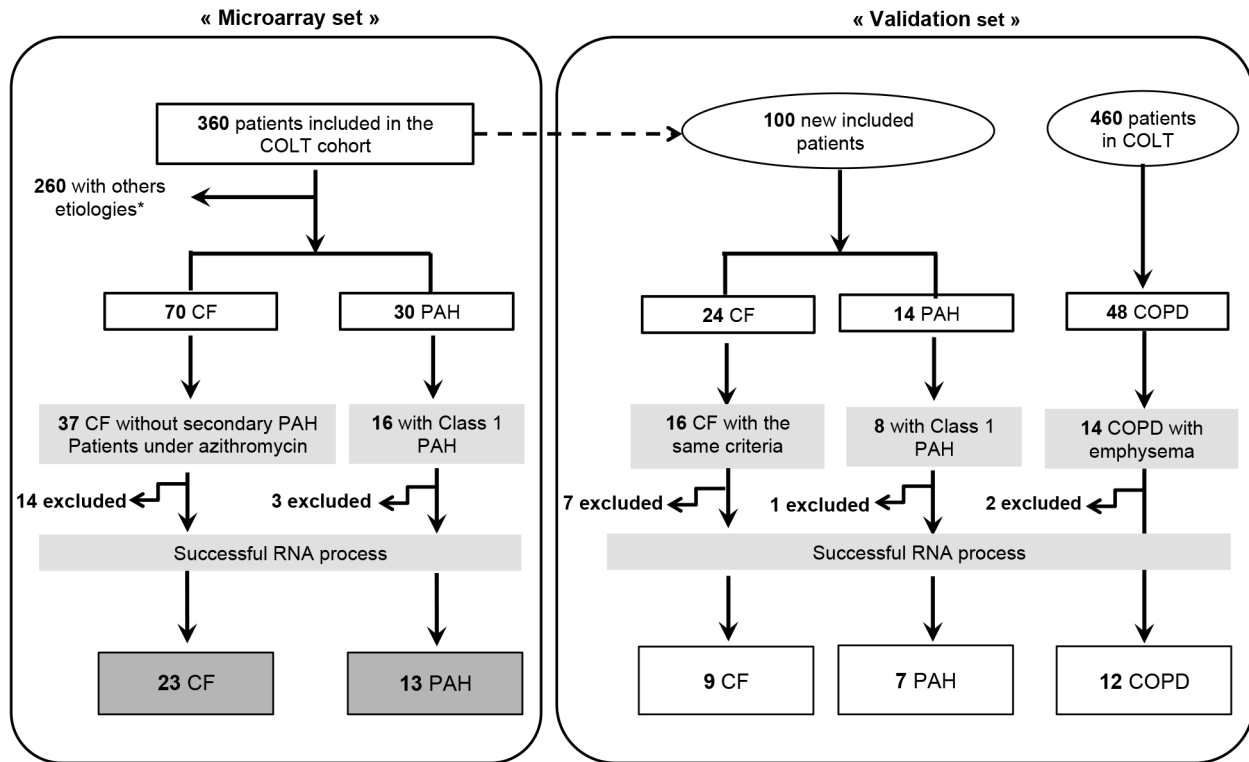 « Microarray set »
« Validation set »
360 patients included in the
COLT cohort
100 new included
patients
460 patients
in COLT
260 with others
etiologies*
70 CF
30 PAH
24 CF
14 PAH
48 COPD
37 CF without secondary PAH
Patients under azithromycin
16 with Class 1
PAH
16 CF with the
same criteria
8 with Class 1
PAH
14 COPD with
emphysema
14 excluded
3 excluded
7 excluded
1 excluded
2 excluded
Successful RNA process
Successful RNA process
23 CF
13 PAH
9 CF
7 PAH
12 COPD